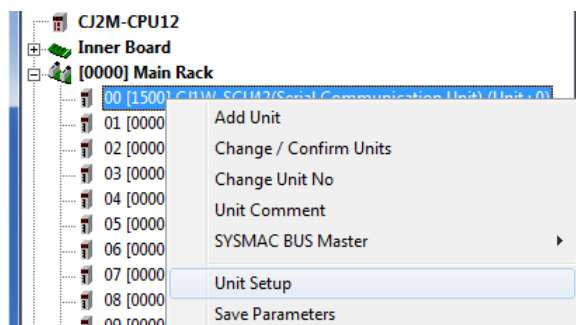 CJ2M-CPU12
Inner Board
[0000] Main Rack
00 [1500] CJ1W-SCU42(Serial Communication Unit) (Unit : 0)
01 [0000
Add Unit
02 [0000
Change / Confirm Units
03 [0000
Change Unit No
04 [0000
Unit Comment
05 [0000
SYSMAC BUS Master
06 [0000
07 [0000
Unit Setup
08 [0000
Save Parameters
09 [0000